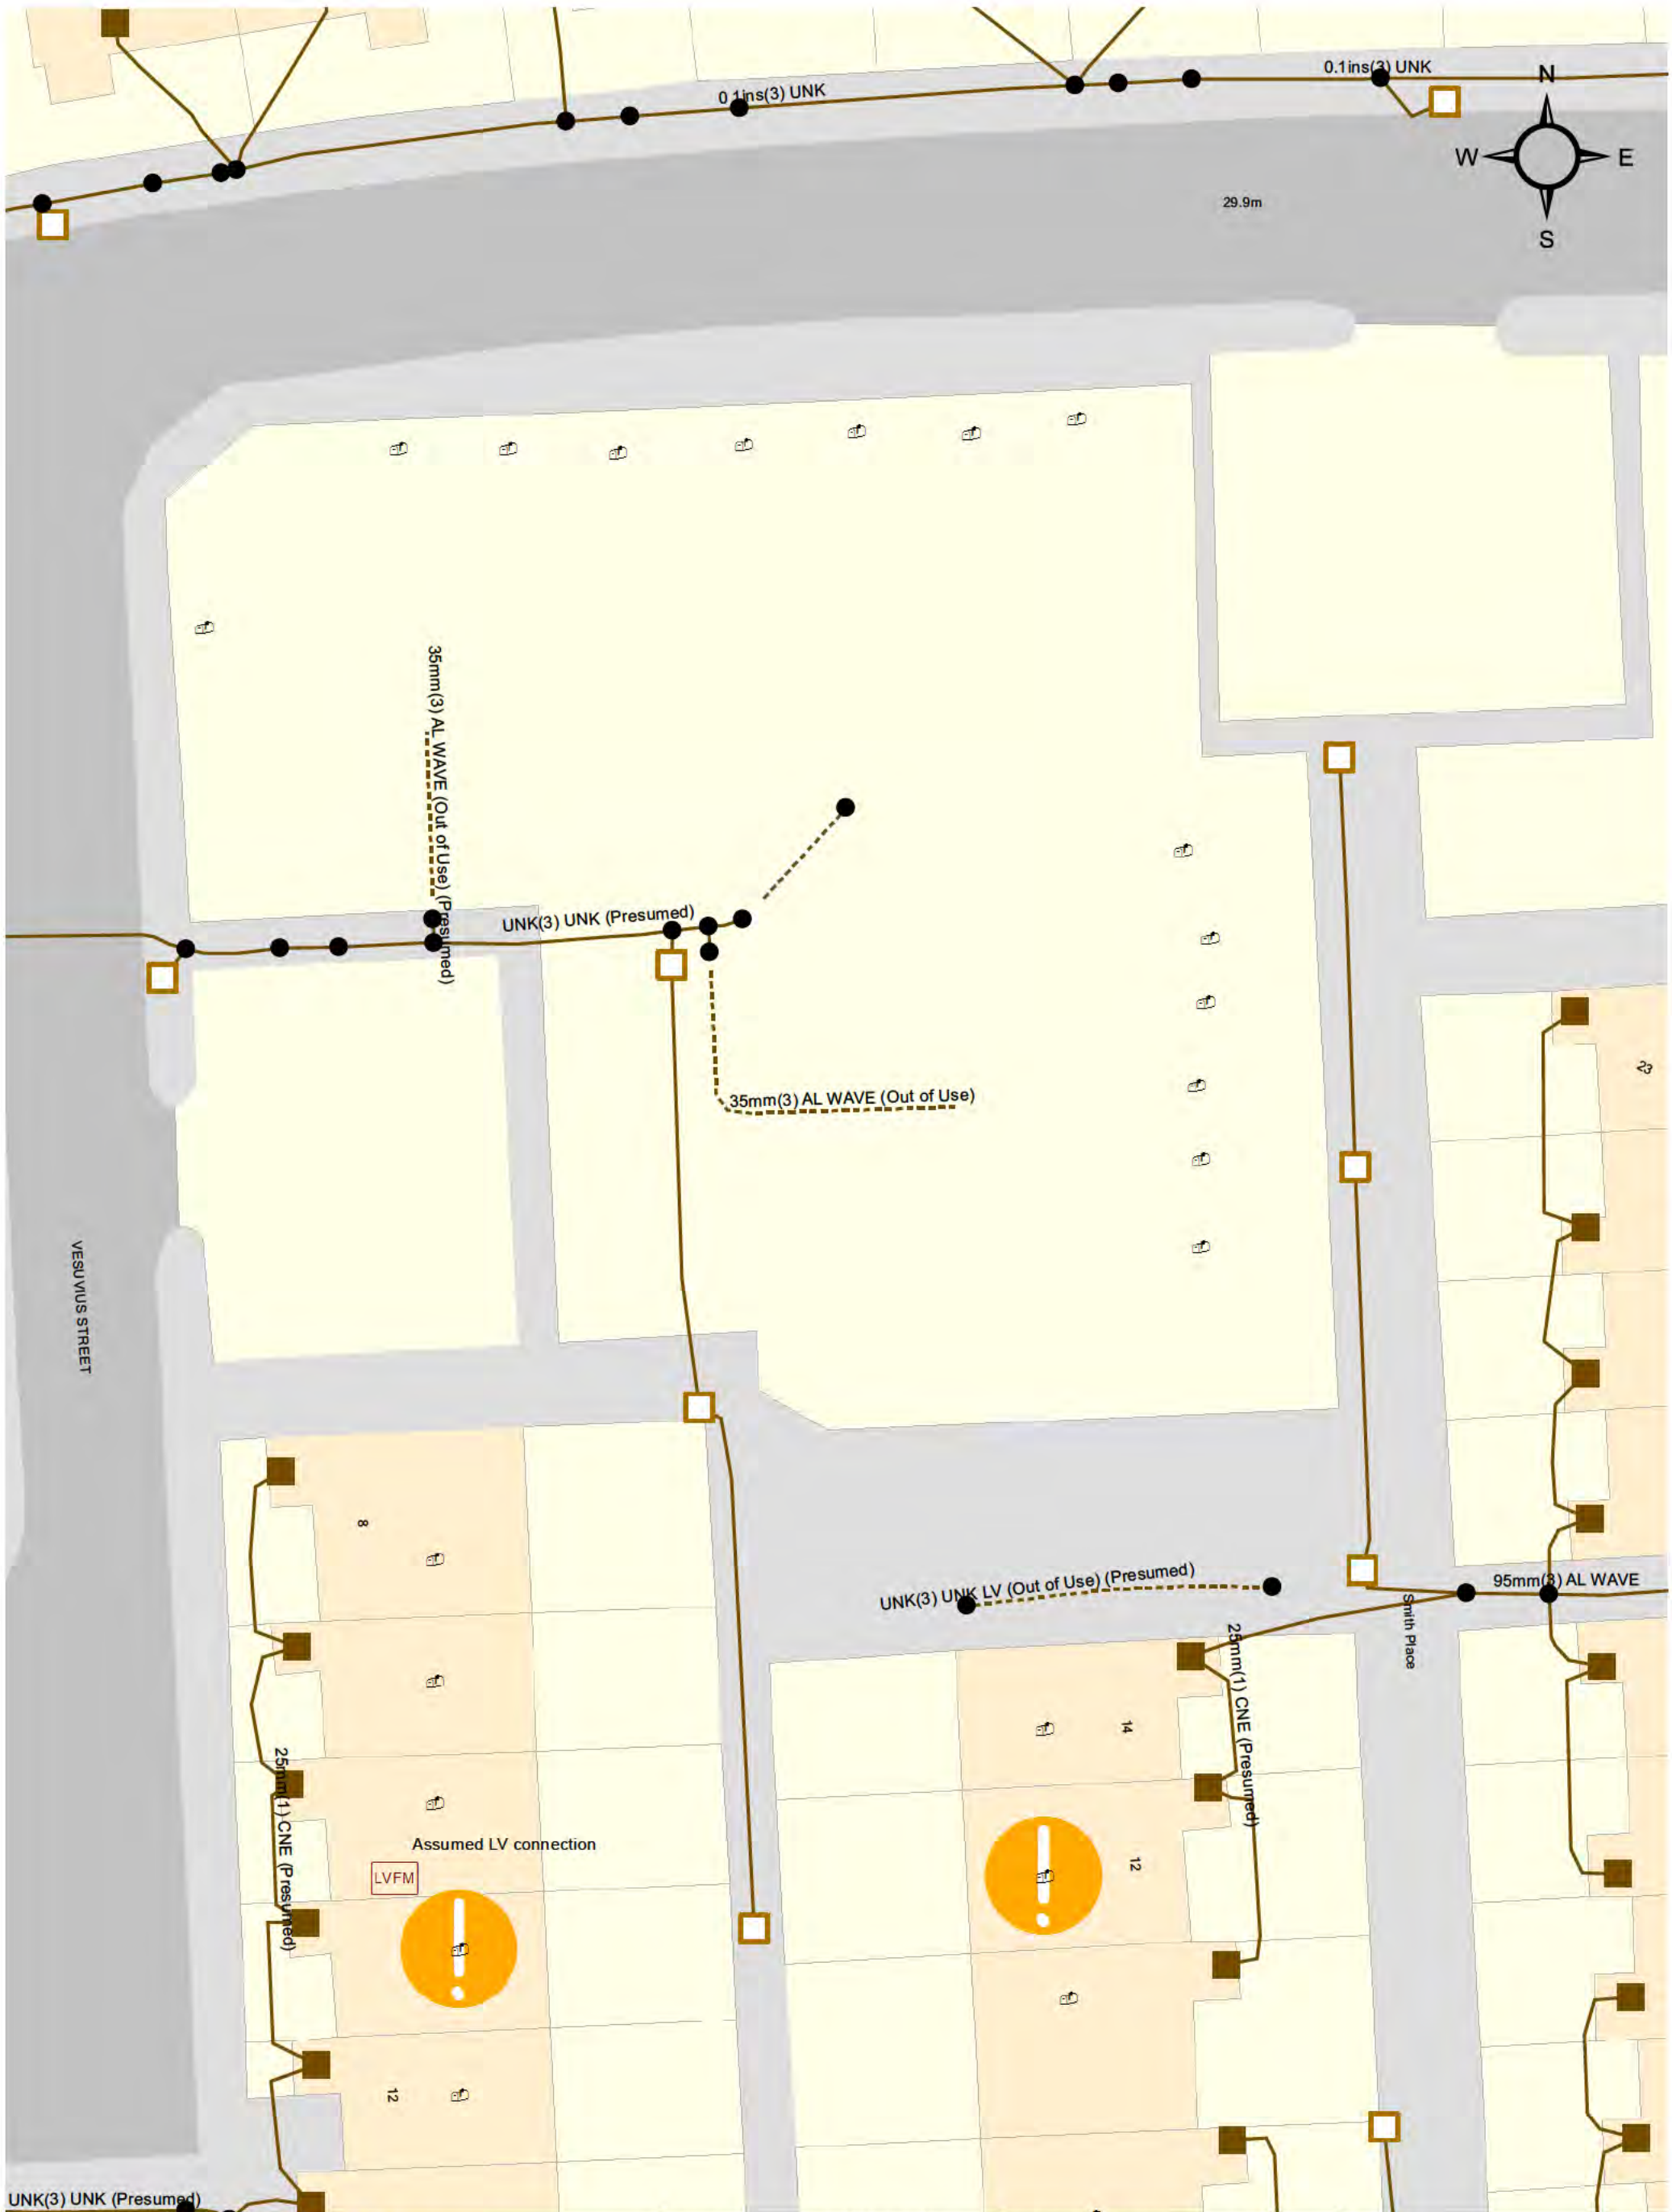 0.1ins(3) UNK
0.1ins(3) UNK
N
W
E
S
29.9m
35mm(3) AL WAVE (Out of Use) (Presumed)
UNK(3) UNK (Presumed)
35mm(3) AL WAVE (Out of Use)
23
VESUVIUS STREET
8
UNK(3) UNK LV (Out of Use) (Presumed)
95mm(3) AL WAVE
Smith Place
25mm(1) CNE (Presumed)
14
25mm(1) CNE (Presumed)
Assumed LV connection
12
LVFM
12
UNK(3) UNK (Presumed)